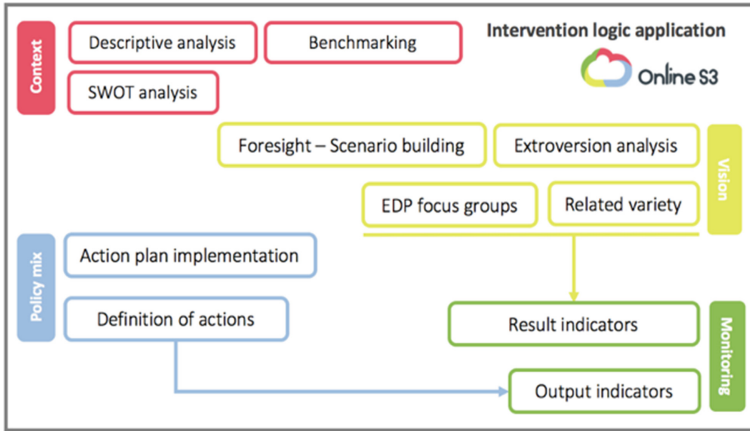 Intervention logic application
Online S3
Context
Descriptive analysis
Benchmarking
SWOT analysis
Foresight – Scenario building
Extroversion analysis
Vision
EDP focus groups
Related variety
Policy mix
Action plan implementation
Definition of actions
Result indicators
Monitoring
Output indicators